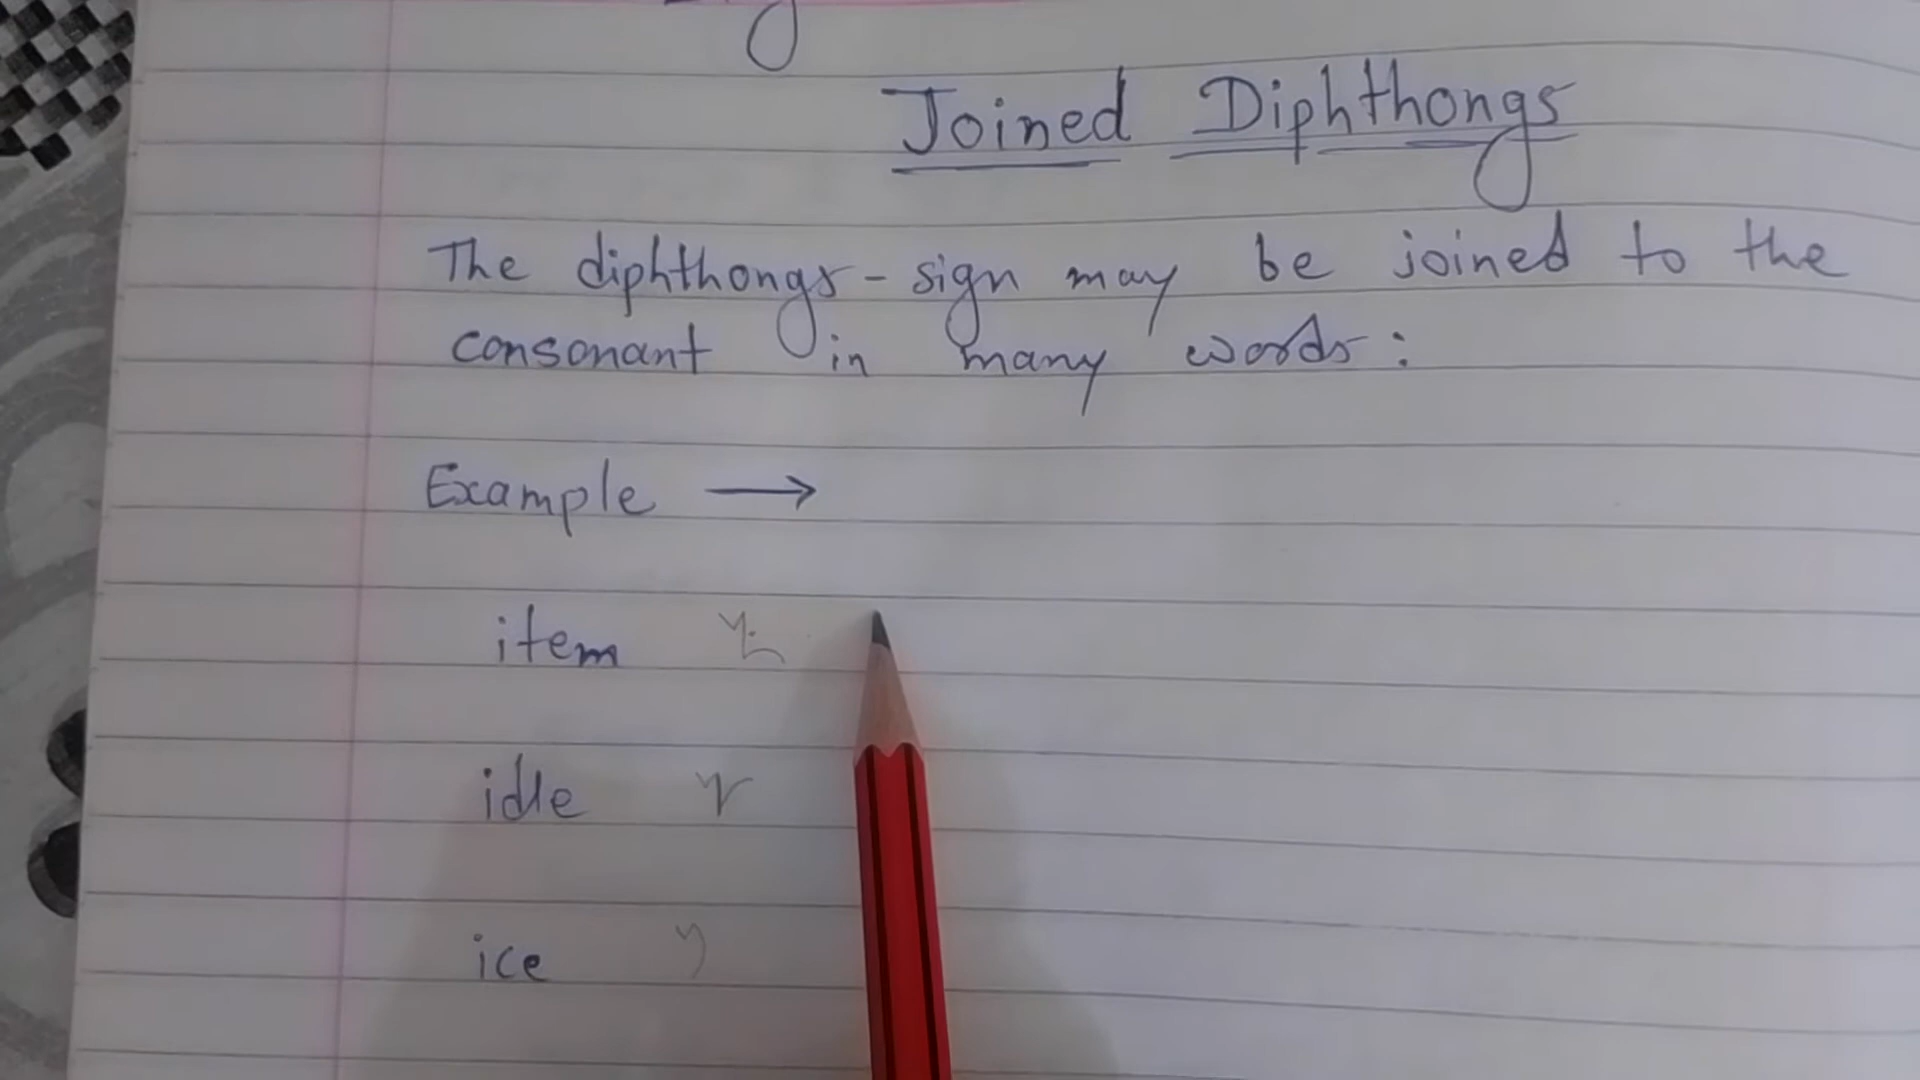 Joined Diphthongs
The diphthongs - sign may be joined to the
consonant in many words:
Example →
item
idle
ice